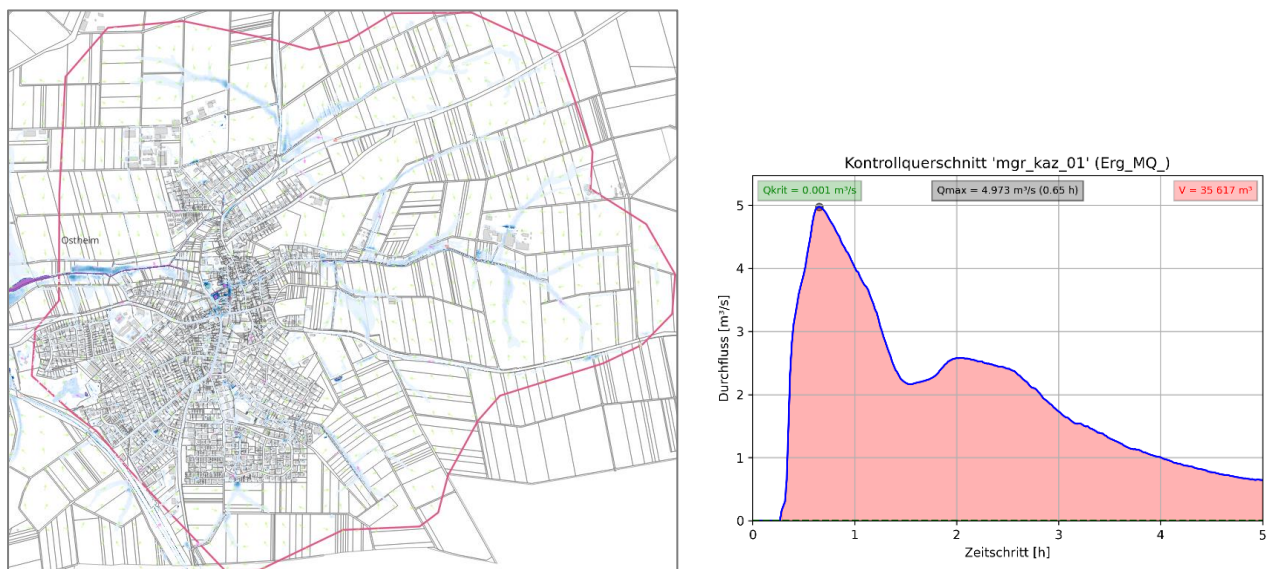 Ostheim
Kontrollquerschnitt 'mgr_kaz_01' (Erg_MQ_)
Qkrit = 0.001 m³/s
Qmax = 4.973 m³/s (0.65 h)
V = 35 617 m³
5
4
3
2
1
0
Durchfluss [m³/s]
0 1 2 3 4 5
Zeitschritt [h]